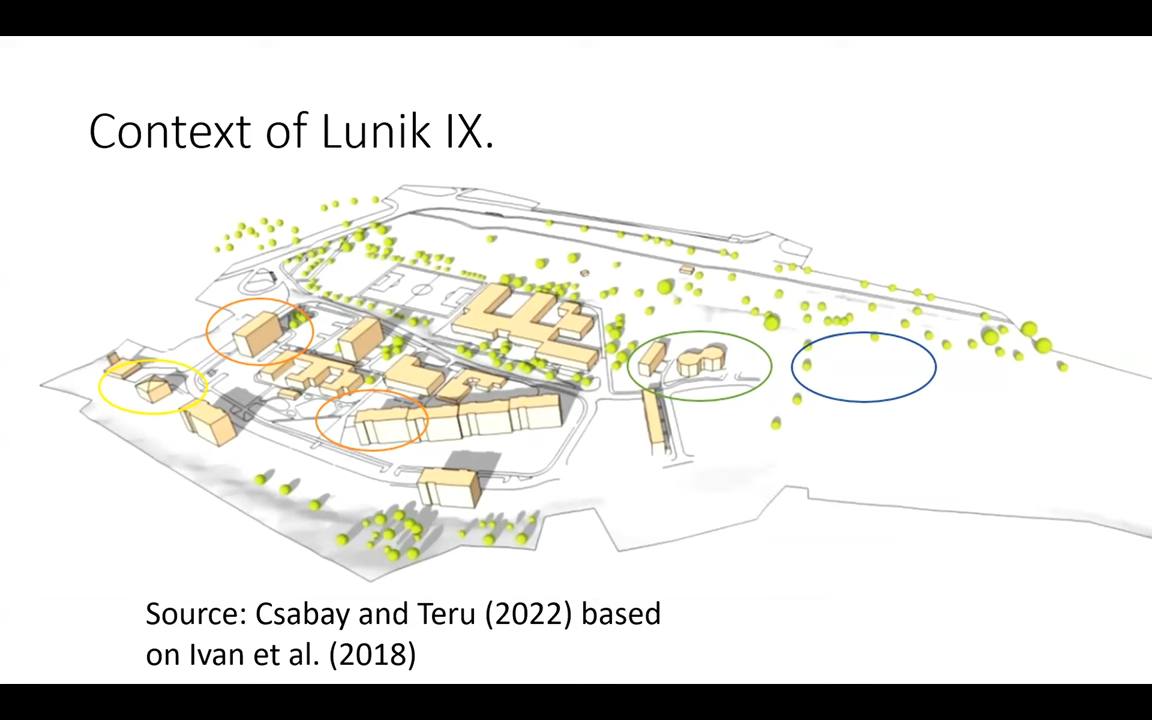 Context of Lunik IX.
Source: Csabay and Teru (2022) based
on Ivan et al. (2018)